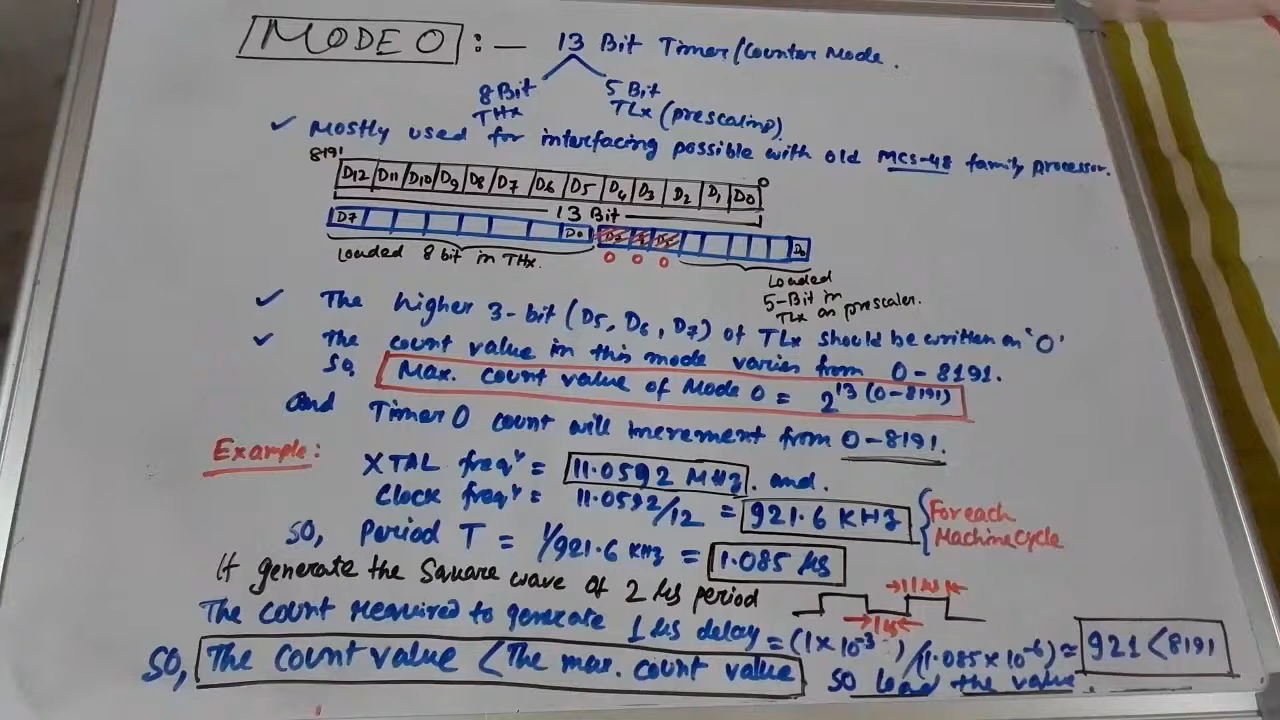 MODE 0 :- 13 Bit Timer/Counter Mode.
8 Bit THx
5 Bit TLx (prescaling)
✓ Mostly used for interfacing possible with old MCS-48 family processor.
8191
D12 D11 D10 D9 D8 D7 D6 D5 D4 D3 D2 D1 D0 0
13 Bit
D7 D0 D7 D5 D0
Loaded 8 bit in THx.
0 0 0
Loaded
5-Bit in
TLx as prescaler.
✓ The higher 3-bit (D5, D6, D7) of TLx should be written as '0'
✓ The count value in this mode varies from 0-8191.
So, Max. count value of Mode 0 = 2^13 (0-8191)
and Timer 0 count will increment from 0-8191.
Example:
XTAL freqy = 11.0592 MHz. and.
Clock freqy = 11.0592/12 = 921.6 KHz
For each
Machine cycle
So, Period T = 1/921.6 KHz = 1.085 μs
If generate the square wave of 2 μs period
1μs
1μs
The count required to generate 1 μs delay = (1×10^-3)/(1.085×10^-6) ≈ 921 < 8191
So, The count value < The max. count value So load the value.